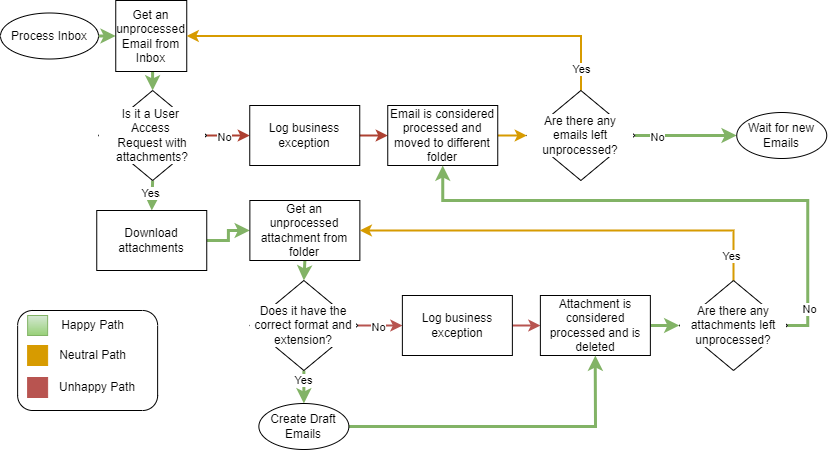 Process Inbox
Get an
unprocessed
Email from
Inbox
Yes
Is it a User
Access
Request with
attachments?
No
Log business
exception
Email is considered
processed and
moved to different
folder
Are there any
emails left
unprocessed?
No
Wait for new
Emails
Yes
Download
attachments
Get an
unprocessed
attachment from
folder
Yes
Does it have the
correct format and
extension?
No
Log business
exception
Attachment is
considered
processed and is
deleted
Are there any
attachments left
unprocessed?
No
Yes
Create Draft
Emails
Happy Path
Neutral Path
Unhappy Path